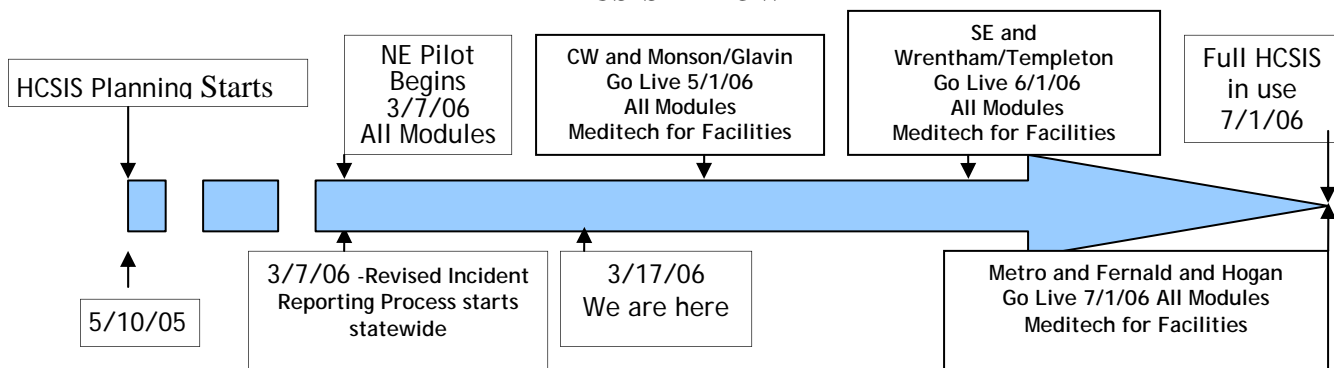 HCSIS Planning Starts
NE Pilot
Begins
3/7/06
All Modules
CW and Monson/Glavin
Go Live 5/1/06
All Modules
Meditech for Facilities
SE and
Wrentham/Templeton
Go Live 6/1/06
All Modules
Meditech for Facilities
Full HCSIS
in use
7/1/06
5/10/05
3/7/06 -Revised Incident
Reporting Process starts
statewide
3/17/06
We are here
Metro and Fernald and Hogan
Go Live 7/1/06 All Modules
Meditech for Facilities